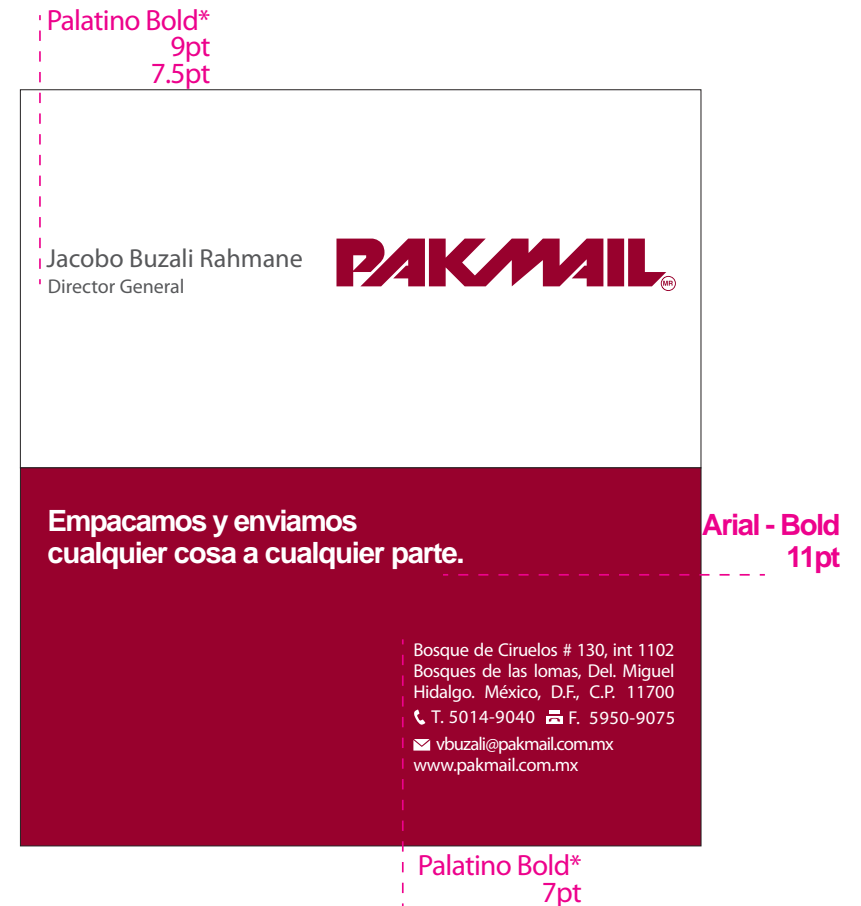 Palatino Bold*
9pt
7.5pt
Jacobo Buzali Rahmane
Director General
PAKMAIL MR
Empacamos y enviamos
cualquier cosa a cualquier parte.
Arial - Bold
11pt
Bosque de Ciruelos # 130, int 1102
Bosques de las lomas, Del. Miguel
Hidalgo. México, D.F., C.P. 11700
T. 5014-9040 F. 5950-9075
vbuzali@pakmail.com.mx
www.pakmail.com.mx
Palatino Bold*
7pt